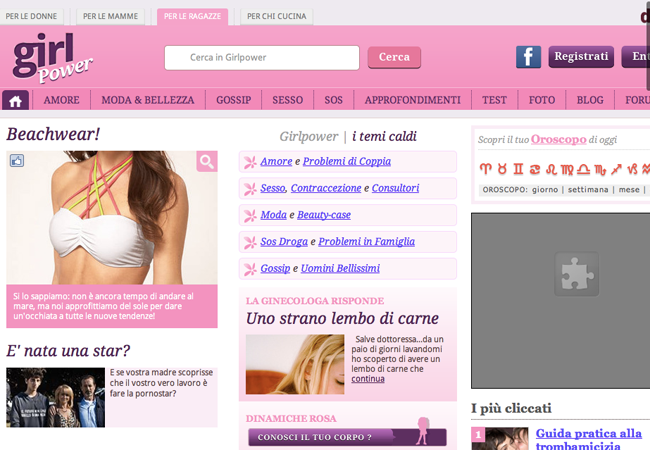 PER LE DONNE
PER LE MAMME
PER LE RAGAZZE
PER CHI CUCINA
girl
Power
Cerca in Girlpower
Cerca
Registrati
AMORE
MODA & BELLEZZA
GOSSIP
SESSO
SOS
APPROFONDIMENTI
TEST
FOTO
BLOG
Beachwear!
Si lo sappiamo: non è ancora tempo di andare al
mare, ma noi approfittiamo del sole per dare
un'occhiata a tutte le nuove tendenze!
E' nata una star?
E se vostra madre scoprisse
che il vostro vero lavoro è
fare la pornostar?
Girlpower | i temi caldi
Amore e Problemi di Coppia
Sesso, Contraccezione e Consultori
Moda e Beauty-case
Sos Droga e Problemi in Famiglia
Gossip e Uomini Bellissimi
LA GINECOLOGA RISPONDE
Uno strano lembo di carne
Salve dottoressa...da un
paio di giorni lavandomi
ho scoperto di avere un
lembo di carne che
continua
DINAMICHE ROSA
CONOSCI IL TUO CORPO ?
Scopri il tuo Oroscopo di oggi
OROSCOPO: giorno | settimana | mese |
I più cliccati
1
Guida pratica alla
trombamicizia